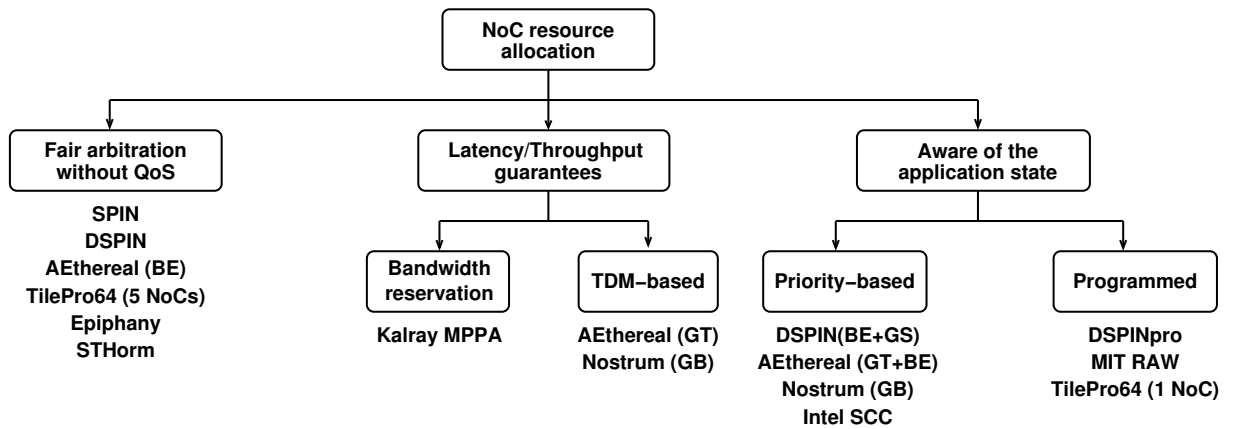 NoC resource
allocation
Fair arbitration
without QoS
SPIN
DSPIN
AEthereal (BE)
TilePro64 (5 NoCs)
Epiphany
STHorm
Latency/Throughput
guarantees
Bandwidth
reservation
Kalray MPPA
TDM−based
AEthereal (GT)
Nostrum (GB)
Aware of the
application state
Priority−based
DSPIN(BE+GS)
AEthereal (GT+BE)
Nostrum (GB)
Intel SCC
Programmed
DSPINpro
MIT RAW
TilePro64 (1 NoC)